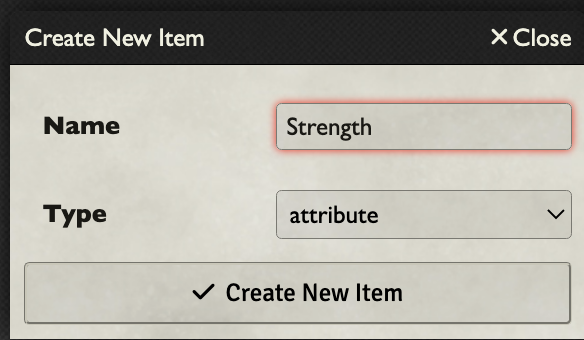 Create New Item
Close
Name
Strength
Type
attribute
Create New Item